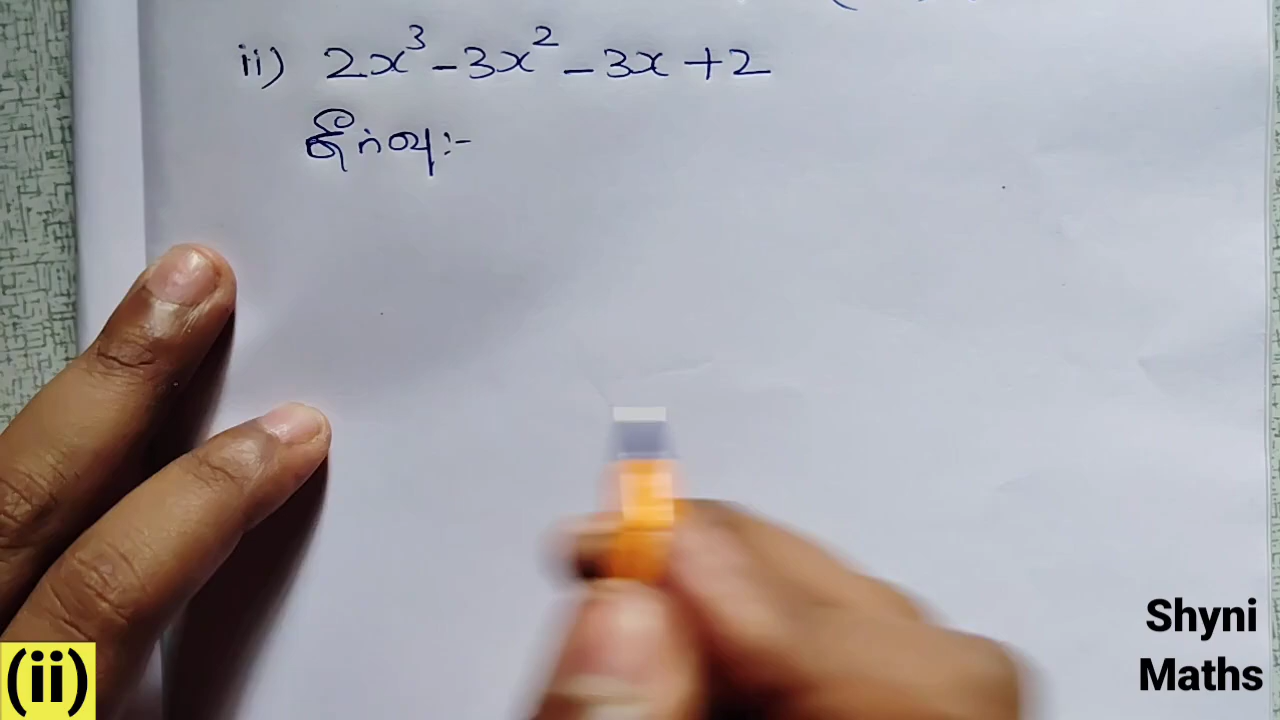 ii) 2x³ - 3x² - 3x + 2
தீர்வு:-
(ii)
Shyni
Maths